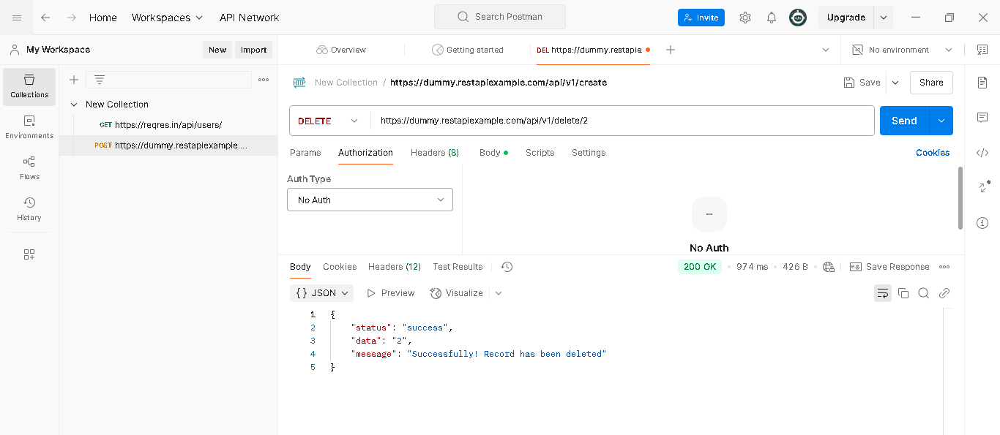 Home Workspaces API Network Search Postman Invite Upgrade
My Workspace New Import Overview Getting started DEL https://dummy.restapie. No environment
Collections
Environments
Flows
History
New Collection
GET https://reqres.in/api/users/
POST https://dummy.restapiexample....
HTTP New Collection / https://dummy.restapiexample.com/api/v1/create Save Share
DELETE https://dummy.restapiexample.com/api/v1/delete/2 Send
Params Authorization Headers (8) Body Scripts Settings Cookies
Auth Type
No Auth
No Auth
Body Cookies Headers (12) Test Results 200 OK 974 ms 426 B e.g. Save Response
{} JSON Preview Visualize
1 {
2 "status": "success",
3 "data": "2",
4 "message": "Successfully! Record has been deleted"
5 }